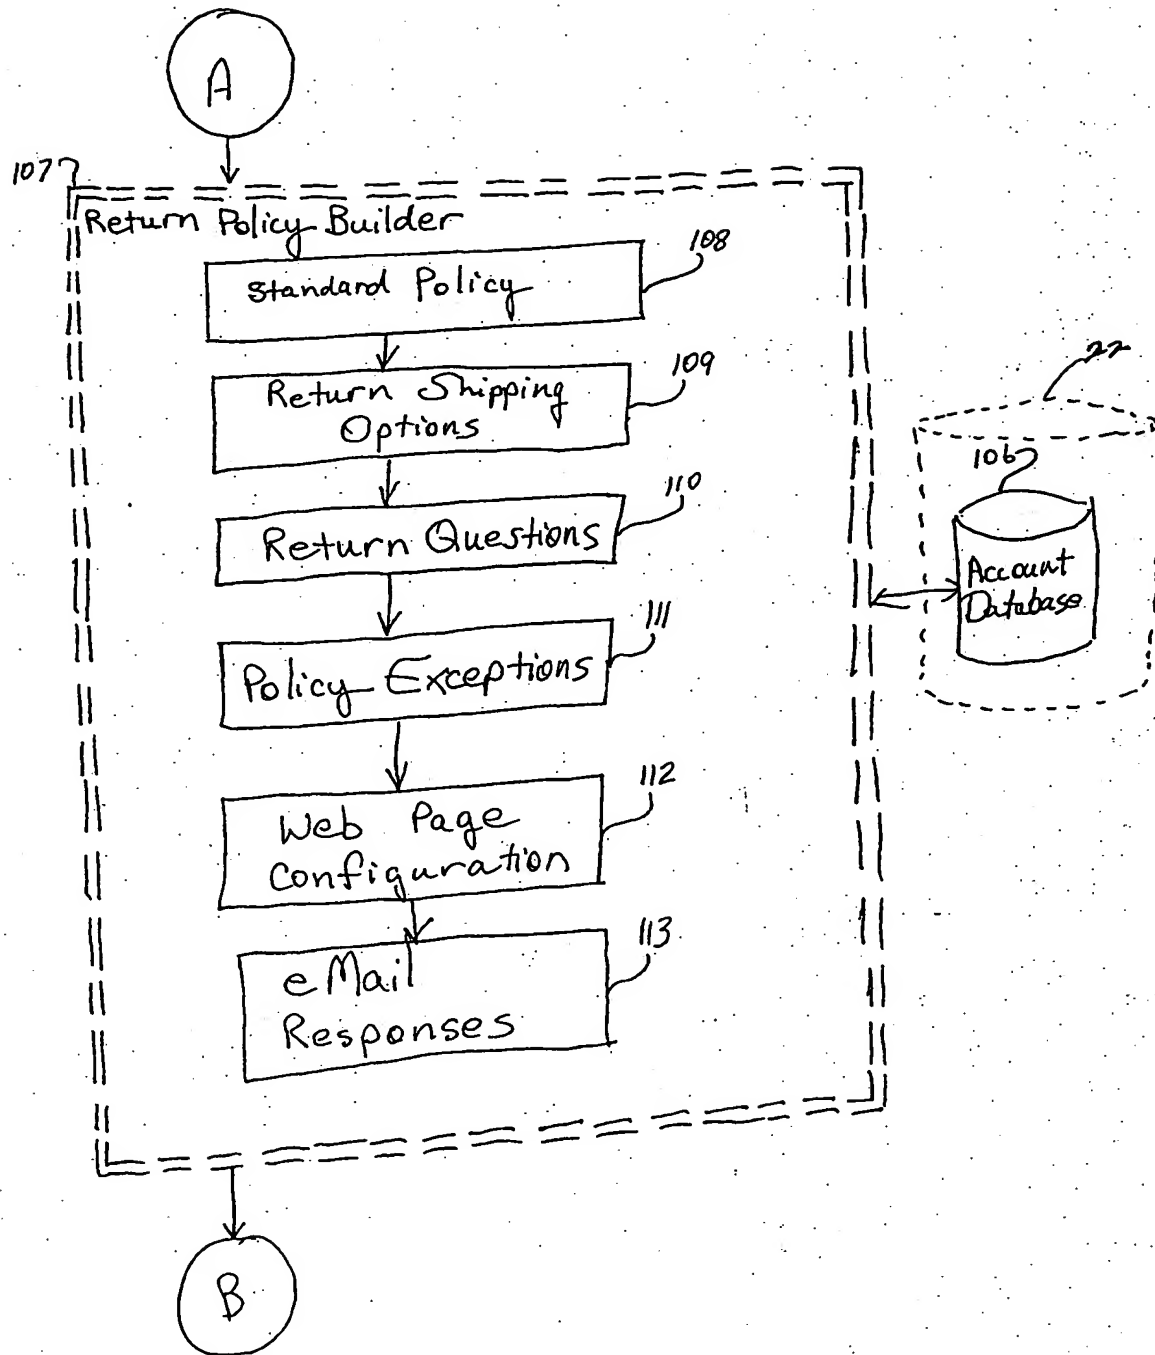 A
107
Return Policy Builder
108
Standard Policy
109
Return Shipping
Options
110
Return Questions
111
Policy Exceptions
112
Web Page
Configuration
113
eMail
Responses
22
106
Account
Database
B